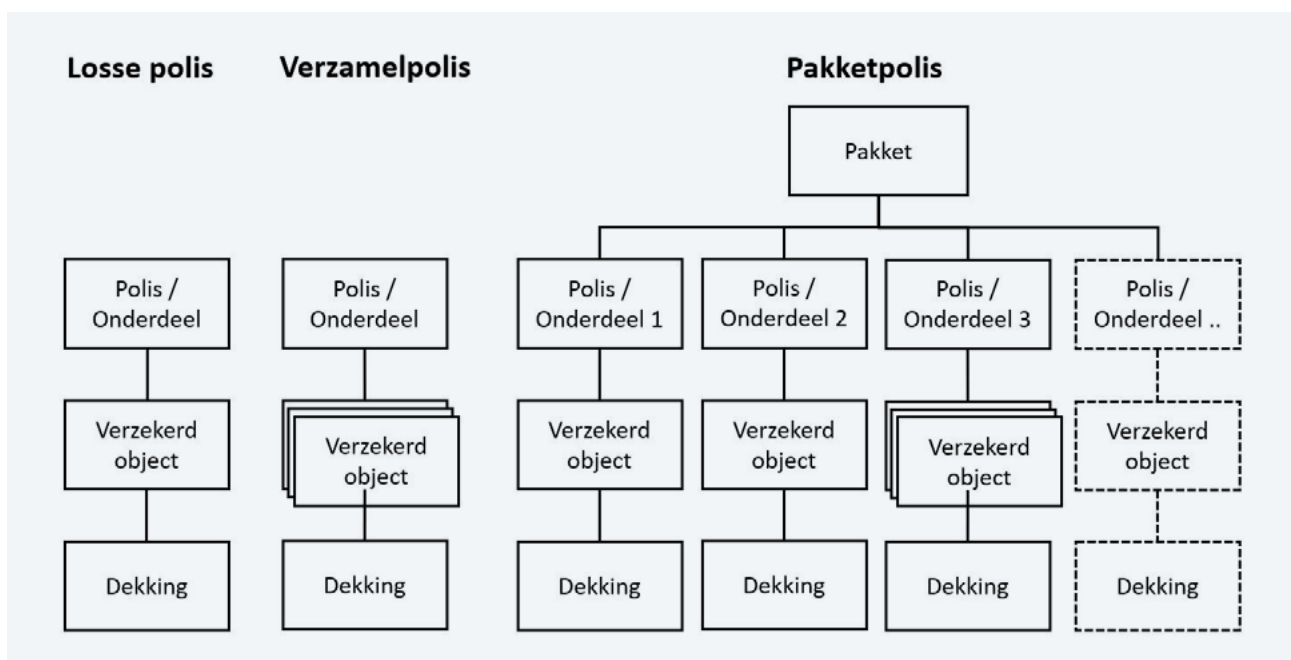 Losse polis
Verzamelpolis
Pakketpolis
Pakket
Polis /
Onderdeel
Polis /
Onderdeel
Polis /
Onderdeel 1
Polis /
Onderdeel 2
Polis /
Onderdeel 3
Polis /
Onderdeel ..
Verzekerd
object
Verzekerd
object
Verzekerd
object
Verzekerd
object
Verzekerd
object
Verzekerd
object
Dekking
Dekking
Dekking
Dekking
Dekking
Dekking